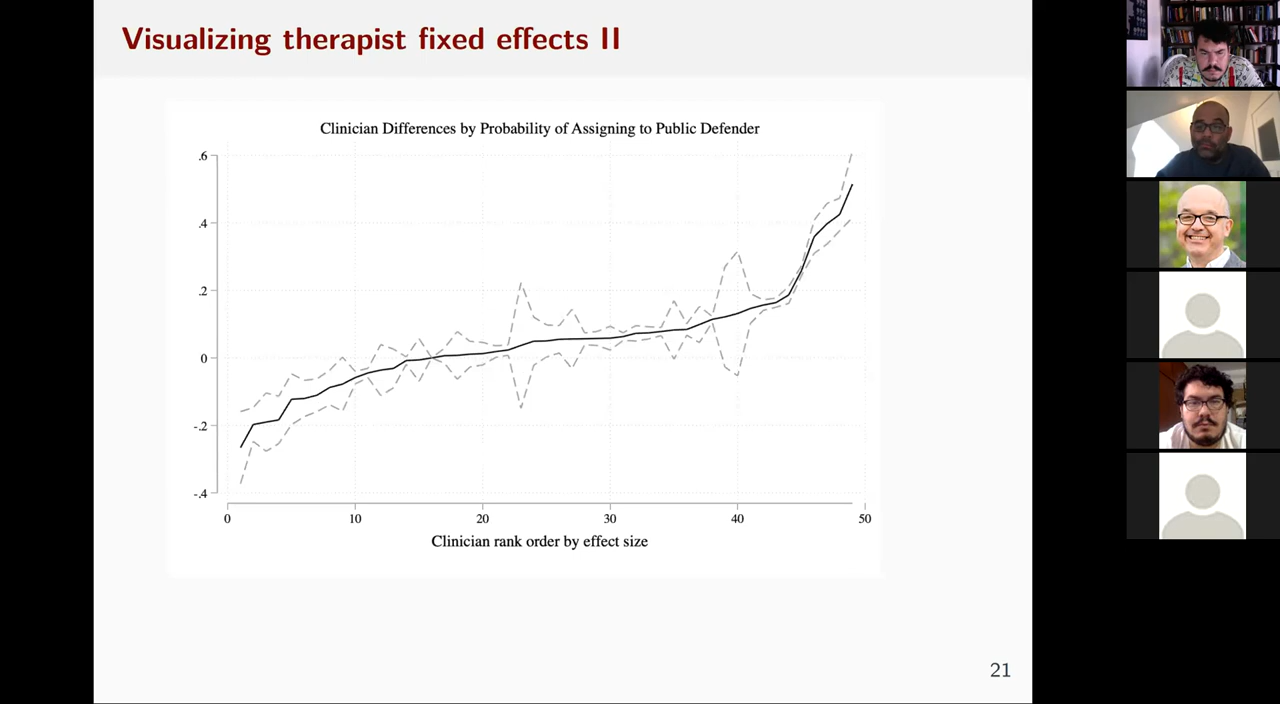 Visualizing therapist fixed effects II
Clinician Differences by Probability of Assigning to Public Defender
.6
.4
.2
0
-.2
-.4
0 10 20 30 40 50
Clinician rank order by effect size
21